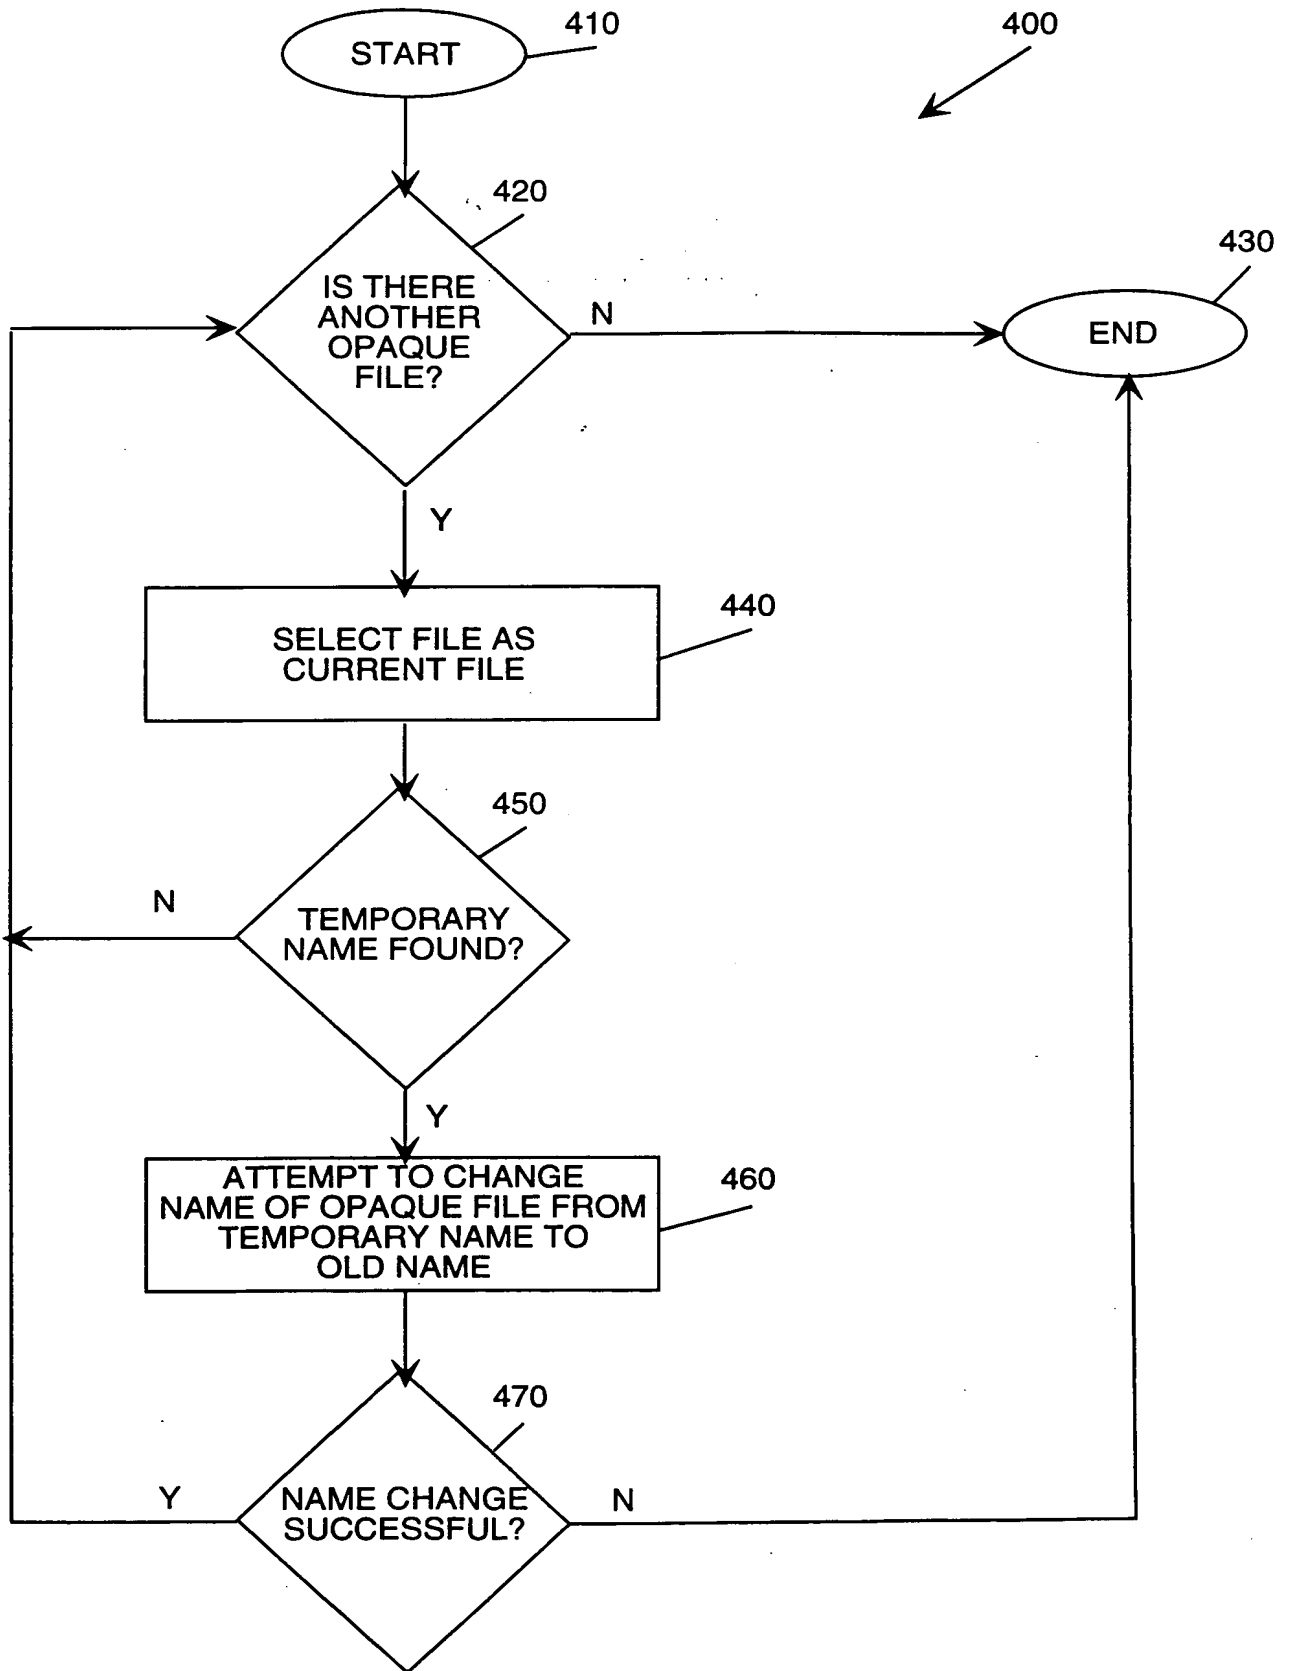 410
START
400
420
430
IS THERE
ANOTHER
OPAQUE
FILE?
N
END
Y
440
SELECT FILE AS
CURRENT FILE
450
N
TEMPORARY
NAME FOUND?
Y
ATTEMPT TO CHANGE
NAME OF OPAQUE FILE FROM
TEMPORARY NAME TO
OLD NAME
460
470
Y
NAME CHANGE
SUCCESSFUL?
N